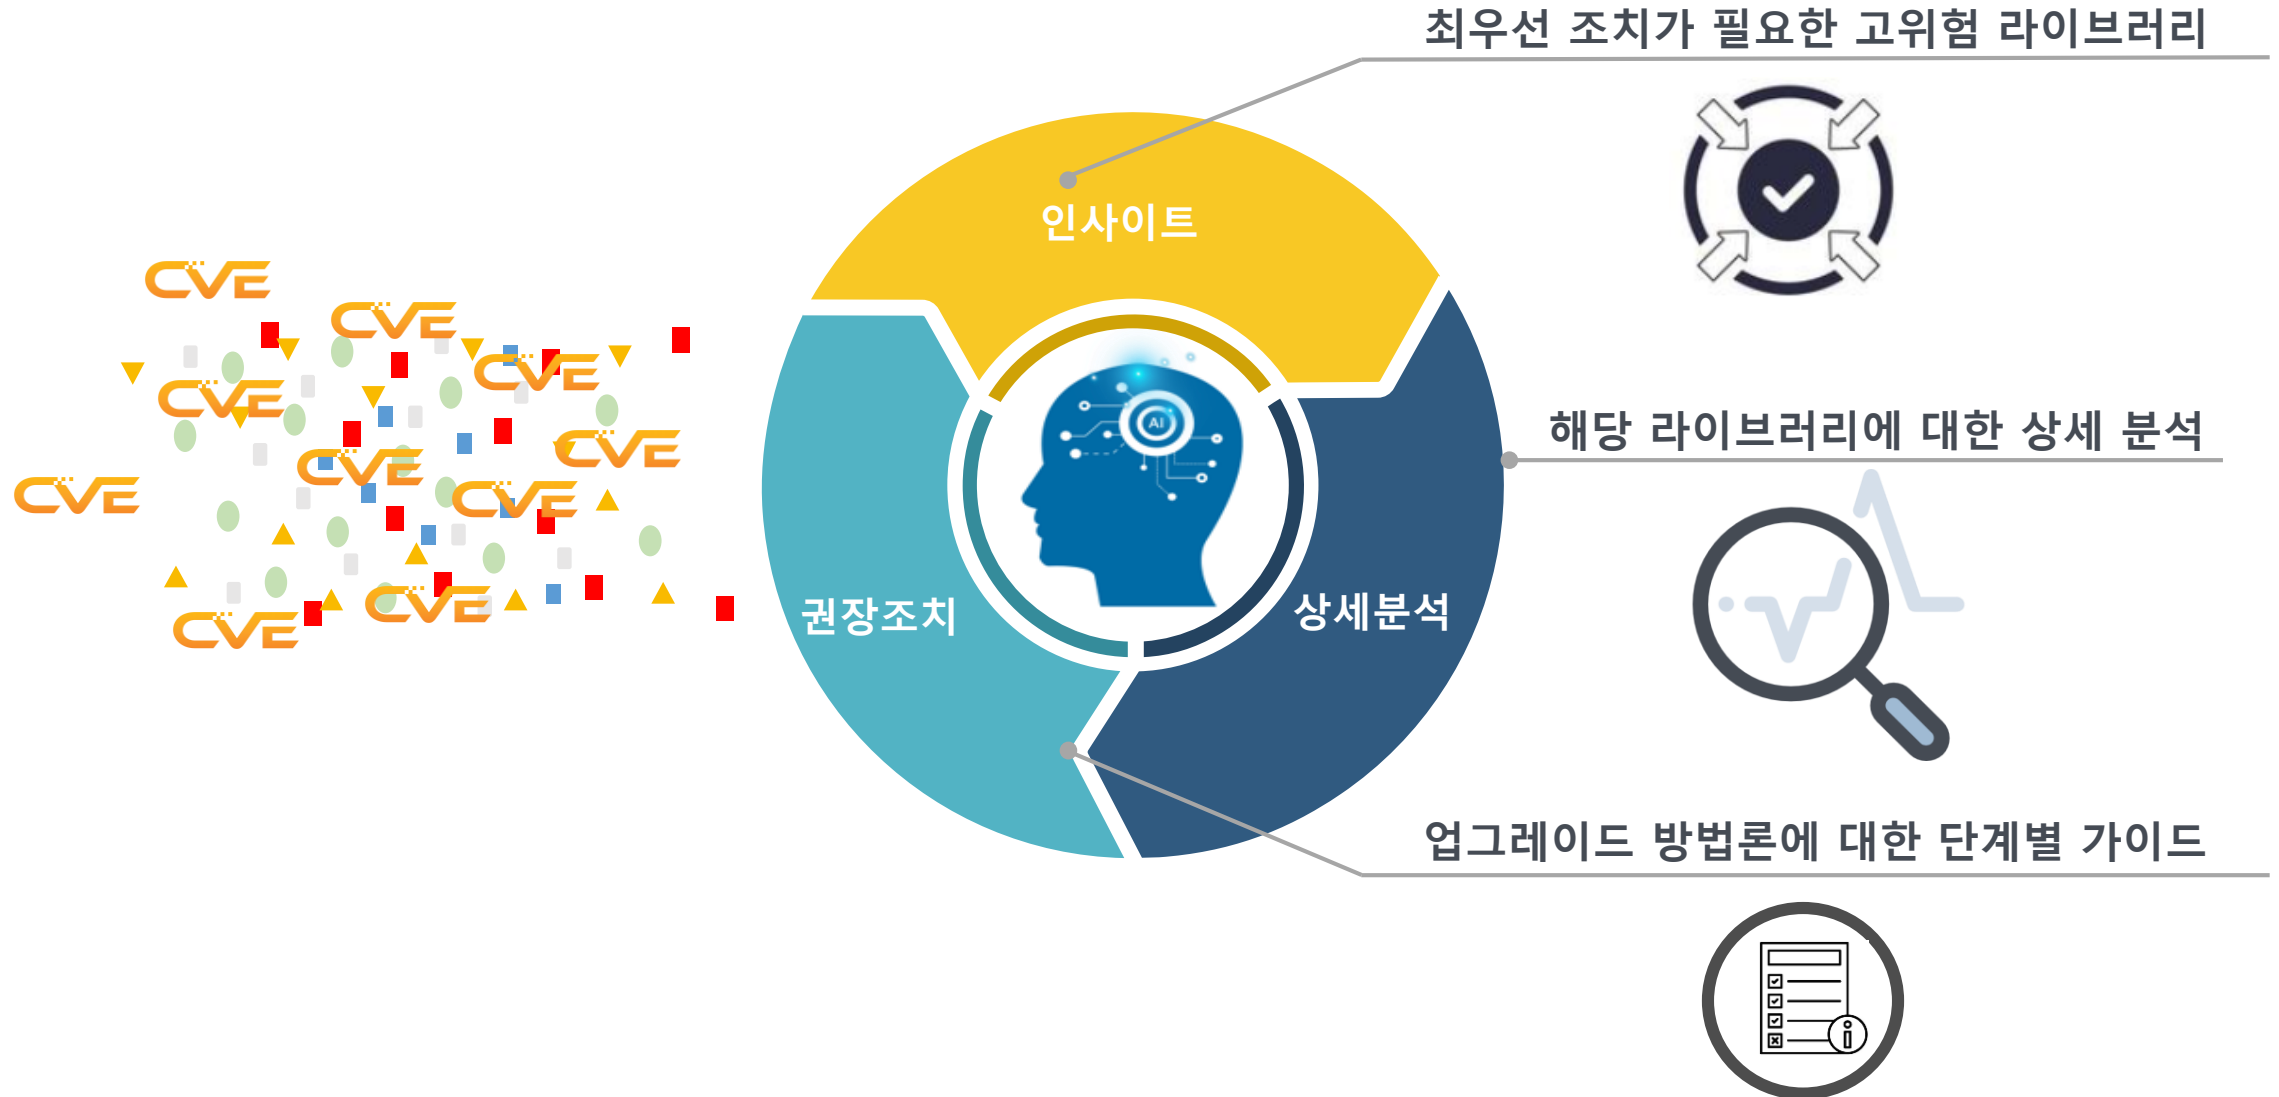 최우선 조치가 필요한 고위험 라이브러리
인사이트
CVE
CVE
CVE
CVE
해당 라이브러리에 대한 상세 분석
AI
CVE
CVE
CVE
CVE
권장조치
상세분석
CVE
CVE
업그레이드 방법론에 대한 단계별 가이드
i